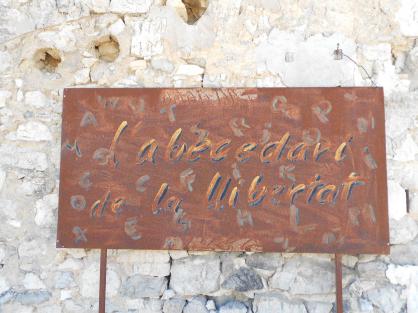 L'abecedari
de la llibertat